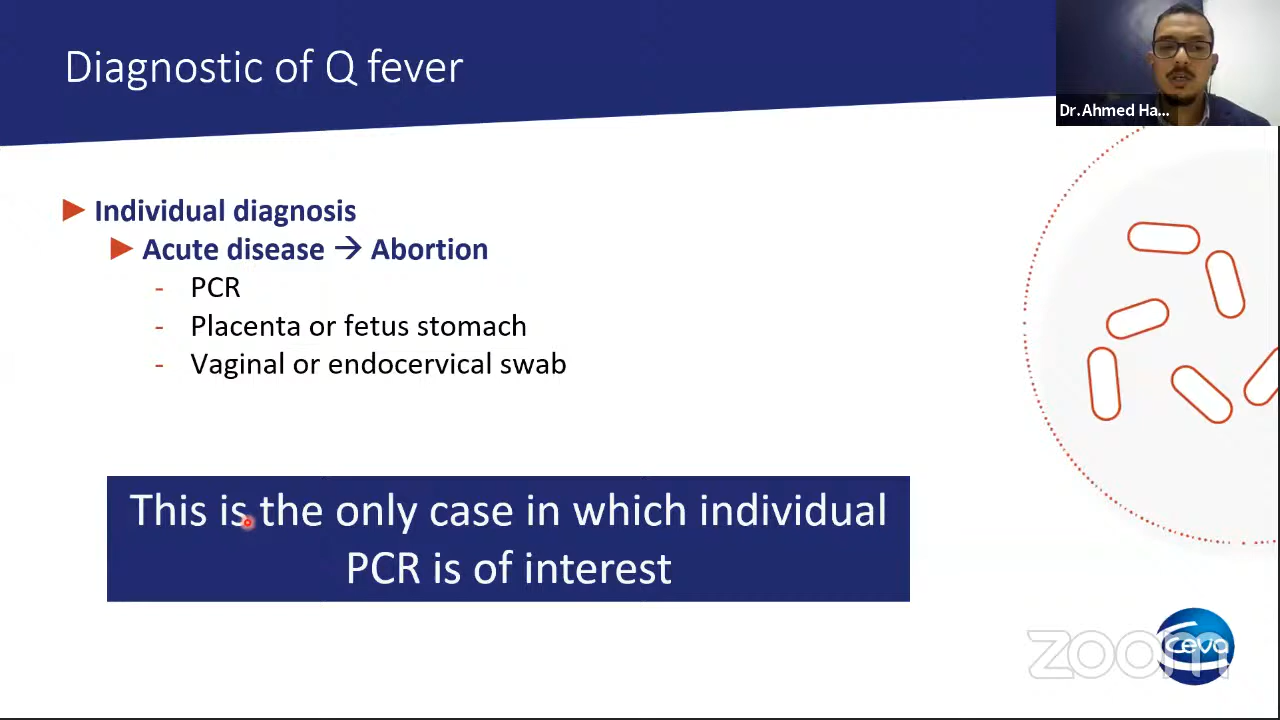 Diagnostic of Q fever
Dr.Ahmed Ha...
Individual diagnosis
Acute disease → Abortion
- PCR
- Placenta or fetus stomach
- Vaginal or endocervical swab
This is the only case in which individual
PCR is of interest
zoom
ceva